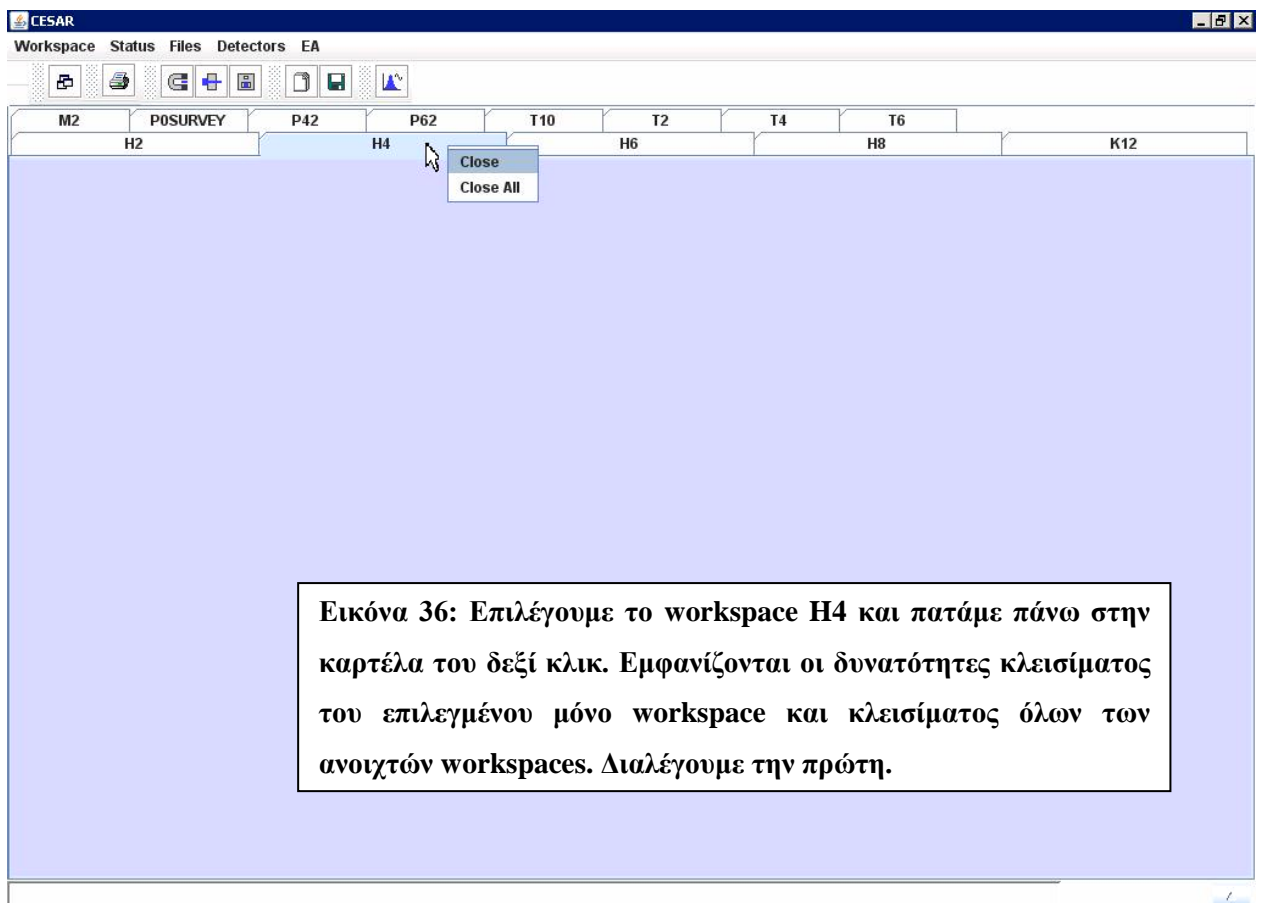 CESAR
Workspace Status Files Detectors EA
M2 P0SURVEY P42 P62 T10 T2 T4 T6
H2 H4 H6 H8 K12
Close
Close All
Εικόνα 36: Επιλέγουμε το workspace H4 και πατάμε πάνω στην
καρτέλα του δεξί κλικ. Εμφανίζονται οι δυνατότητες κλεισίματος
του επιλεγμένου μόνο workspace και κλεισίματος όλων των
ανοιχτών workspaces. Διαλέγουμε την πρώτη.